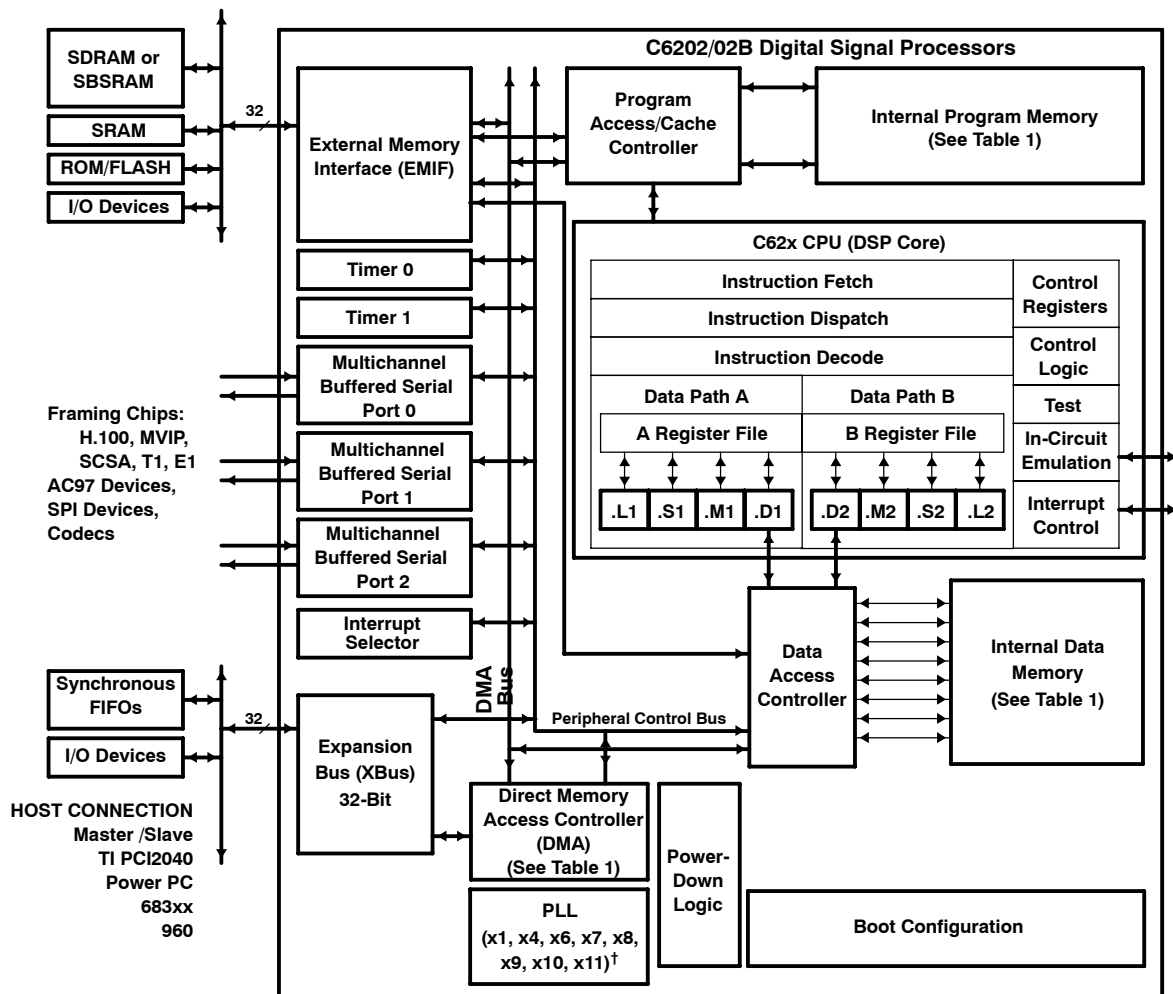 C6202/02B Digital Signal Processors
SDRAM or
SBSRAM
SRAM
ROM/FLASH
I/O Devices
32
External Memory
Interface (EMIF)
Program
Access/Cache
Controller
Internal Program Memory
(See Table 1)
C62x CPU (DSP Core)
Instruction Fetch
Instruction Dispatch
Instruction Decode
Data Path A
Data Path B
A Register File
B Register File
.L1
.S1
.M1
.D1
.D2
.M2
.S2
.L2
Control
Registers
Control
Logic
Test
In-Circuit
Emulation
Interrupt
Control
Timer 0
Timer 1
Multichannel
Buffered Serial
Port 0
Multichannel
Buffered Serial
Port 1
Multichannel
Buffered Serial
Port 2
Framing Chips:
H.100, MVIP,
SCSA, T1, E1
AC97 Devices,
SPI Devices,
Codecs
Interrupt
Selector
DMA
Bus
Data
Access
Controller
Internal Data
Memory
(See Table 1)
Synchronous
FIFOs
I/O Devices
32
Expansion
Bus (XBus)
32-Bit
Peripheral Control Bus
HOST CONNECTION
Master /Slave
TI PCI2040
Power PC
683xx
960
Direct Memory
Access Controller
(DMA)
(See Table 1)
PLL
(x1, x4, x6, x7, x8,
x9, x10, x11)†
Power-
Down
Logic
Boot Configuration